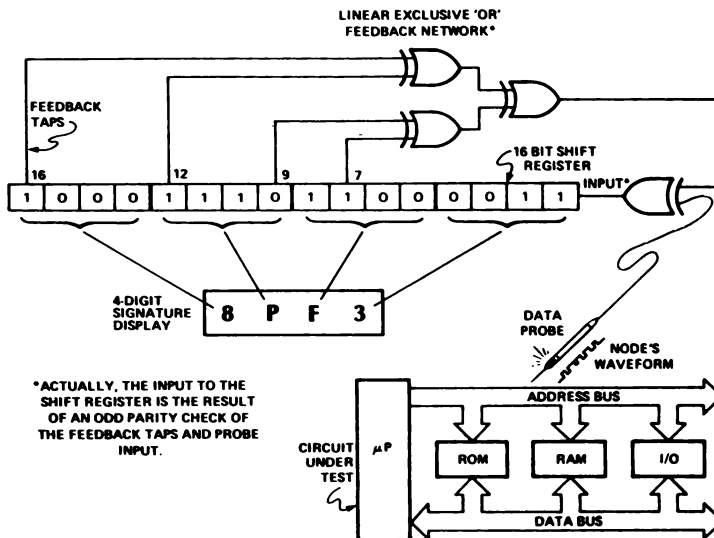 LINEAR EXCLUSIVE 'OR'
FEEDBACK NETWORK*
FEEDBACK
TAPS
16 BIT SHIFT
REGISTER
16 12 9 7
INPUT*
1 0 0 0 1 1 1 0 1 1 0 0 0 0 1 1
4-DIGIT
SIGNATURE
DISPLAY
8 P F 3
DATA
PROBE
NODE'S
WAVEFORM
*ACTUALLY, THE INPUT TO THE
SHIFT REGISTER IS THE RESULT
OF AN ODD PARITY CHECK OF
THE FEEDBACK TAPS AND PROBE
INPUT.
CIRCUIT
UNDER
TEST
μP
ADDRESS BUS
ROM RAM I/O
DATA BUS